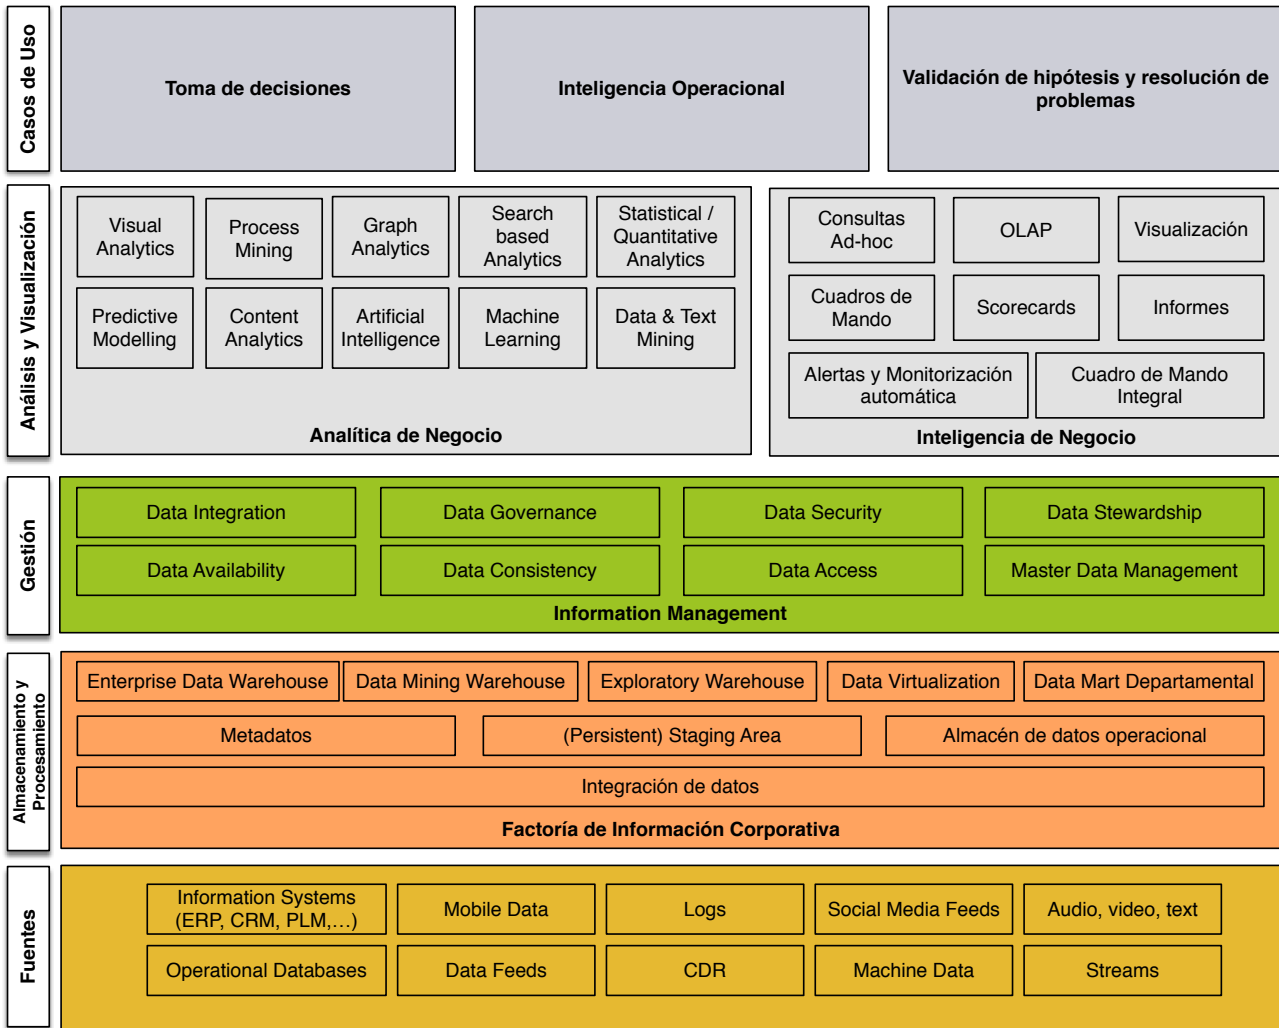 Casos de Uso
Toma de decisiones
Inteligencia Operacional
Validación de hipótesis y resolución de
problemas
Análisis y Visualización
Visual
Analytics
Process
Mining
Graph
Analytics
Search
based
Analytics
Statistical /
Quantitative
Analytics
Predictive
Modelling
Content
Analytics
Artificial
Intelligence
Machine
Learning
Data & Text
Mining
Analítica de Negocio
Consultas
Ad-hoc
OLAP
Visualización
Cuadros de
Mando
Scorecards
Informes
Alertas y Monitorización
automática
Cuadro de Mando
Integral
Inteligencia de Negocio
Gestión
Data Integration
Data Governance
Data Security
Data Stewardship
Data Availability
Data Consistency
Data Access
Master Data Management
Information Management
Almacenamiento y
Procesamiento
Enterprise Data Warehouse
Data Mining Warehouse
Exploratory Warehouse
Data Virtualization
Data Mart Departamental
Metadatos
(Persistent) Staging Area
Almacén de datos operacional
Integración de datos
Factoría de Información Corporativa
Fuentes
Information Systems
(ERP, CRM, PLM,…)
Mobile Data
Logs
Social Media Feeds
Audio, video, text
Operational Databases
Data Feeds
CDR
Machine Data
Streams